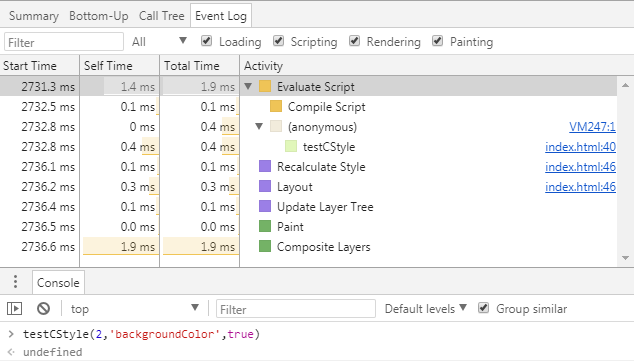 Summary Bottom-Up Call Tree Event Log
Filter All Loading Scripting Rendering Painting
Start Time Self Time Total Time Activity
2731.3 ms 1.4 ms 1.9 ms Evaluate Script
2732.5 ms 0.1 ms 0.1 ms Compile Script
2732.8 ms 0 ms 0.4 ms (anonymous) VM247:1
2732.8 ms 0.4 ms 0.4 ms testCStyle index.html:40
2736.1 ms 0.1 ms 0.1 ms Recalculate Style index.html:46
2736.2 ms 0.3 ms 0.3 ms Layout index.html:46
2736.4 ms 0.1 ms 0.1 ms Update Layer Tree
2736.5 ms 0.0 ms 0.0 ms Paint
2736.6 ms 1.9 ms 1.9 ms Composite Layers
Console
top Filter Default levels Group similar
testCStyle(2,'backgroundColor',true)
undefined